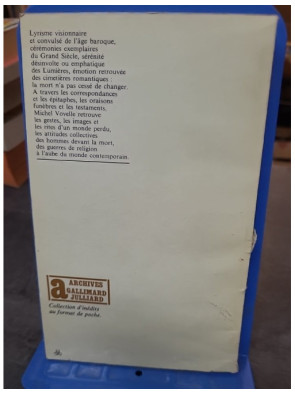 Lyrisme visionnaire
et convulsé de l'âge baroque,
cérémonies exemplaires
du Grand Siècle, sérénité
désinvolte ou emphatique
des Lumières, émotion retrouvée
des cimetières romantiques :
la mort n'a pas cessé de changer.
A travers les correspondances
et les épitaphes, les oraisons
funèbres et les testaments,
Michel Vovelle retrouve
les gestes, les images et
les rites d'un monde perdu,
les attitudes collectives
des hommes devant la mort,
des guerres de religion
à l'aube du monde contemporain.
a ARCHIVES
GALLIMARD
JULLIARD
Collection d'inédits
au format de poche.